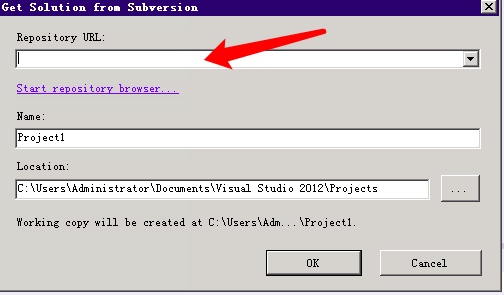 Get Solution from Subversion
Repository URL:
Start repository browser...
Name:
Project1
Location:
C:\Users\Administrator\Documents\Visual Studio 2012\Projects
...
Working copy will be created at C:\Users\Adm...\Project1.
OK
Cancel